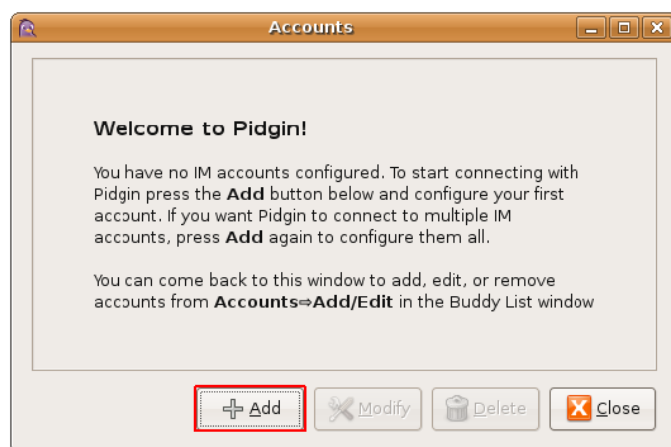 Accounts
Welcome to Pidgin!
You have no IM accounts configured. To start connecting with
Pidgin press the Add button below and configure your first
account. If you want Pidgin to connect to multiple IM
accounts, press Add again to configure them all.
You can come back to this window to add, edit, or remove
accounts from Accounts⇨Add/Edit in the Buddy List window
Add Modify Delete Close